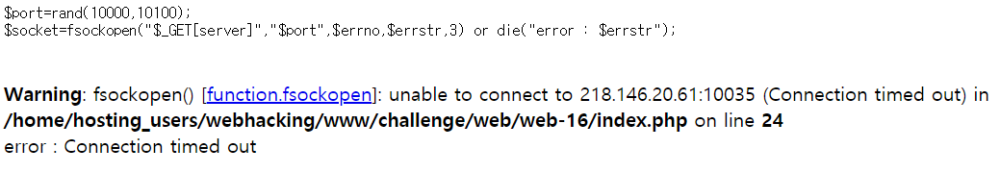 $port=rand(10000,10100);
$socket=fsockopen("$_GET[server]","$port",$errno,$errstr,3) or die("error : $errstr");
Warning: fsockopen() [function.fsockopen]: unable to connect to 218.146.20.61:10035 (Connection timed out) in
/home/hosting_users/webhacking/www/challenge/web/web-16/index.php on line 24
error : Connection timed out